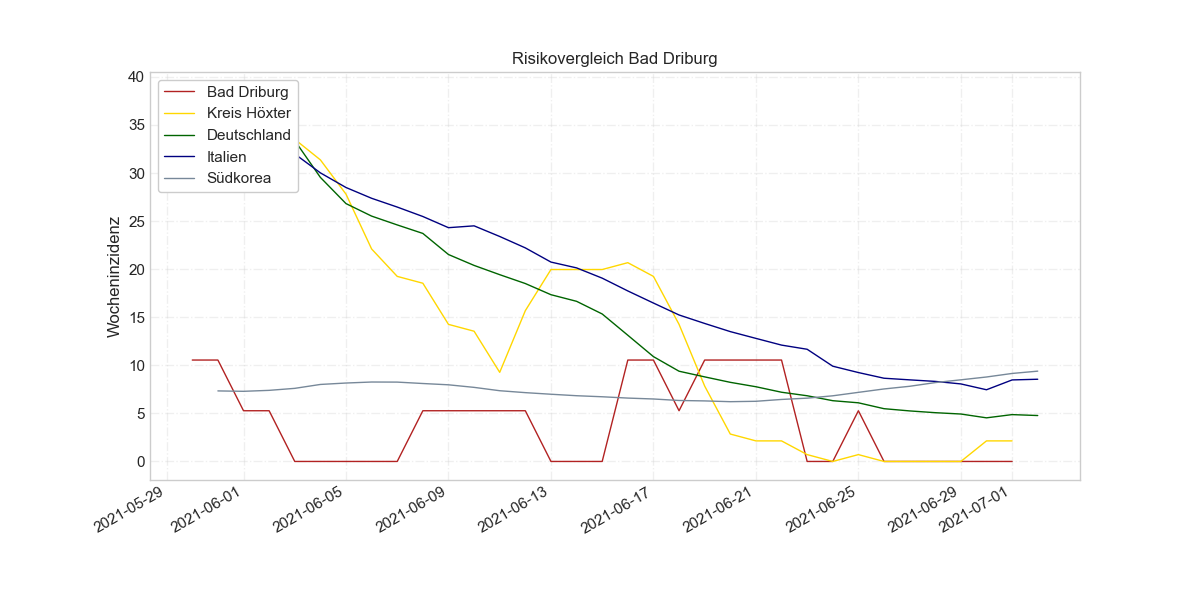 Risikovergleich Bad Driburg
Wocheninzidenz
40
35
30
25
20
15
10
5
0
Bad Driburg
Kreis Höxter
Deutschland
Italien
Südkorea
2021-05-29
2021-06-01
2021-06-05
2021-06-09
2021-06-13
2021-06-17
2021-06-21
2021-06-25
2021-06-29
2021-07-01